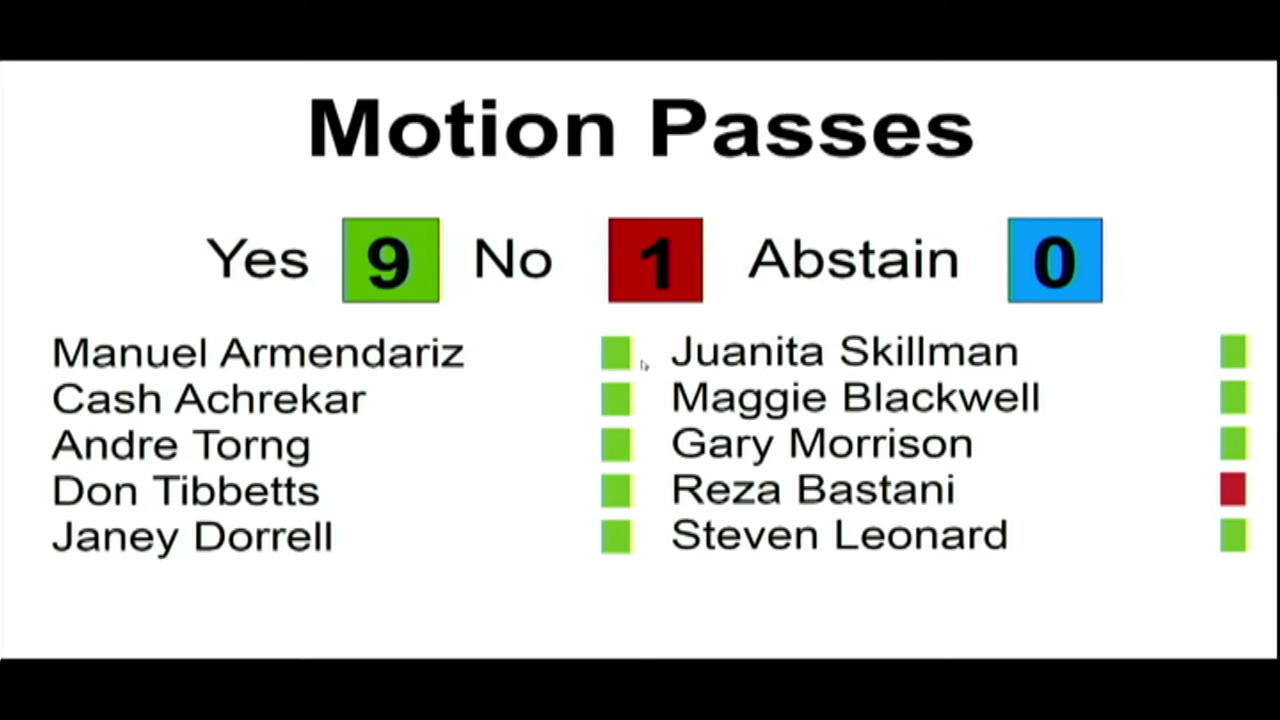 Motion Passes
Yes 9 No 1 Abstain 0
Manuel Armendariz
Cash Achrekar
Andre Torng
Don Tibbetts
Janey Dorrell
Juanita Skillman
Maggie Blackwell
Gary Morrison
Reza Bastani
Steven Leonard